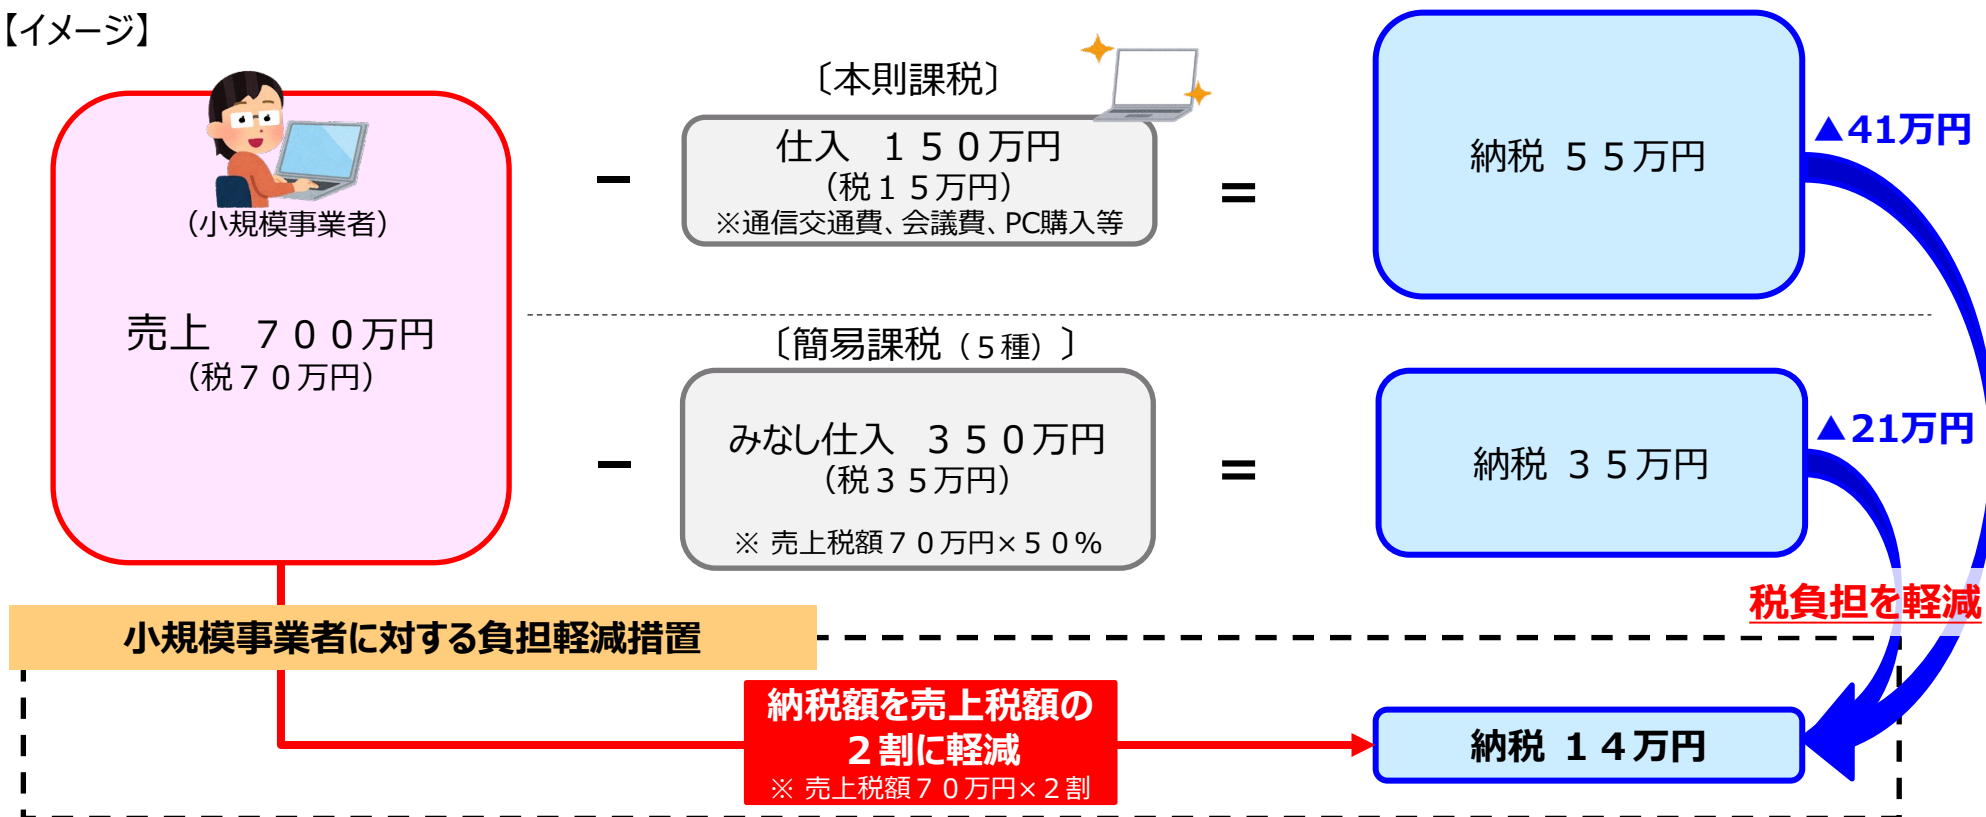 【イメージ】
（小規模事業者）
売上　７００万円
（税７０万円）
〔本則課税〕
－
仕入　１５０万円
（税１５万円）
※通信交通費、会議費、PC購入等
＝
納税 ５５万円
▲41万円
〔簡易課税（５種）〕
－
みなし仕入　３５０万円
（税３５万円）
※ 売上税額７０万円×５０％
＝
納税 ３５万円
▲21万円
税負担を軽減
小規模事業者に対する負担軽減措置
納税額を売上税額の
２割に軽減
※ 売上税額７０万円×２割
納税 １４万円